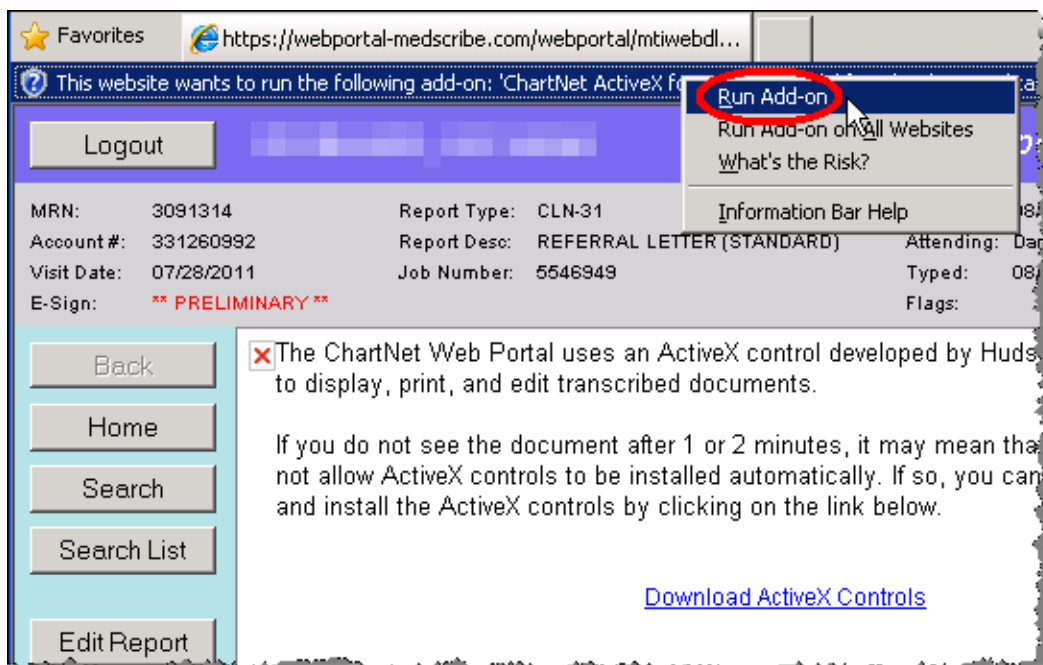 Favorites https://webportal-medscribe.com/webportal/mtiwebdl...
This website wants to run the following add-on: 'ChartNet ActiveX
Run Add-on
Run Add-on on All Websites
What's the Risk?
Information Bar Help
Logout
MRN: 3091314 Report Type: CLN-31
Account #: 331260992 Report Desc: REFERRAL LETTER (STANDARD) Attending:
Visit Date: 07/28/2011 Job Number: 5546949 Typed: 08/
E-Sign: ** PRELIMINARY ** Flags:
Back
Home
Search
Search List
Edit Report
The ChartNet Web Portal uses an ActiveX control developed by Huds
to display, print, and edit transcribed documents.
If you do not see the document after 1 or 2 minutes, it may mean tha
not allow ActiveX controls to be installed automatically. If so, you can
and install the ActiveX controls by clicking on the link below.
Download ActiveX Controls